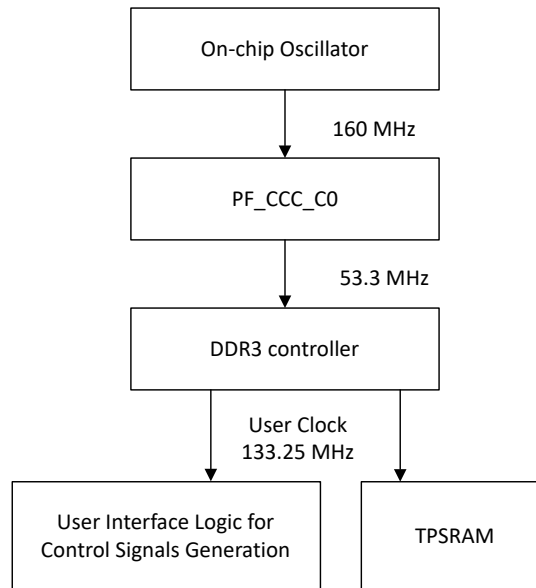 On-chip Oscillator
160 MHz
PF_CCC_C0
53.3 MHz
DDR3 controller
User Clock
133.25 MHz
User Interface Logic for
Control Signals Generation
TPSRAM